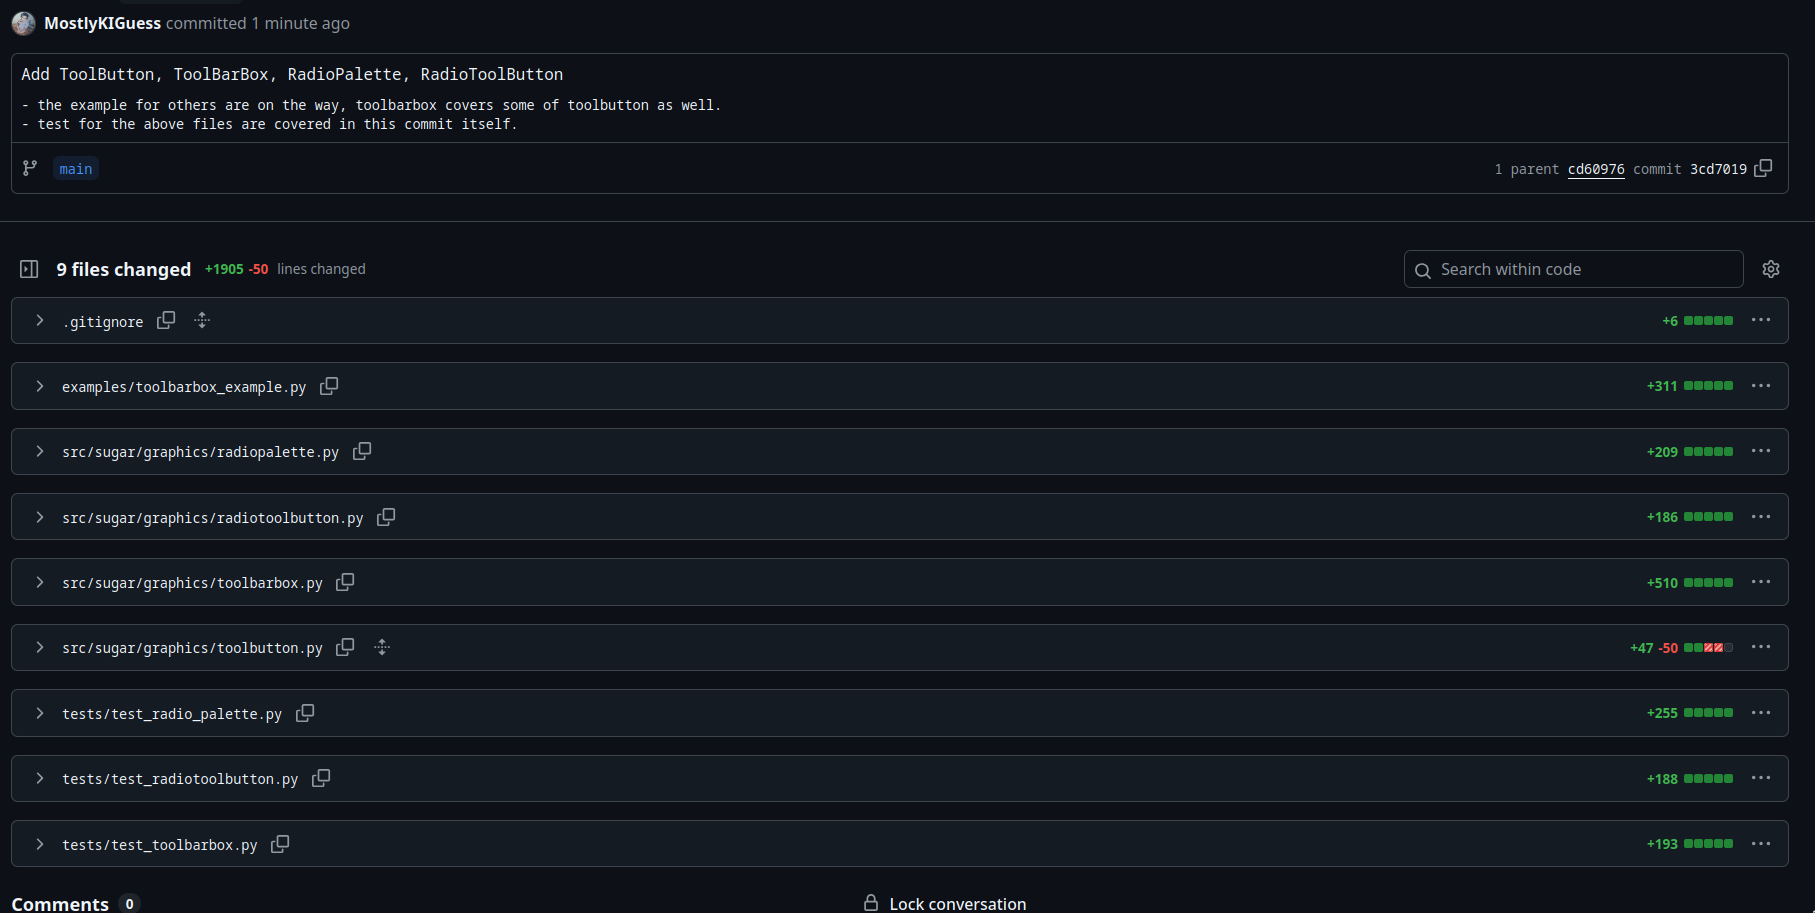 MostlyKIGuess committed 1 minute ago
Add ToolButton, ToolBarBox, RadioPalette, RadioToolButton
- the example for others are on the way, toolbarbox covers some of toolbutton as well.
- test for the above files are covered in this commit itself.
main
1 parent cd60976 commit 3cd7019
9 files changed +1905 -50 lines changed
Search within code
.gitignore +6
examples/toolbarbox_example.py +311
src/sugar/graphics/radiopalette.py +209
src/sugar/graphics/radiotoolbutton.py +186
src/sugar/graphics/toolbarbox.py +510
src/sugar/graphics/toolbutton.py +47 -50
tests/test_radio_palette.py +255
tests/test_radiotoolbutton.py +188
tests/test_toolbarbox.py +193
Comments 0
Lock conversation